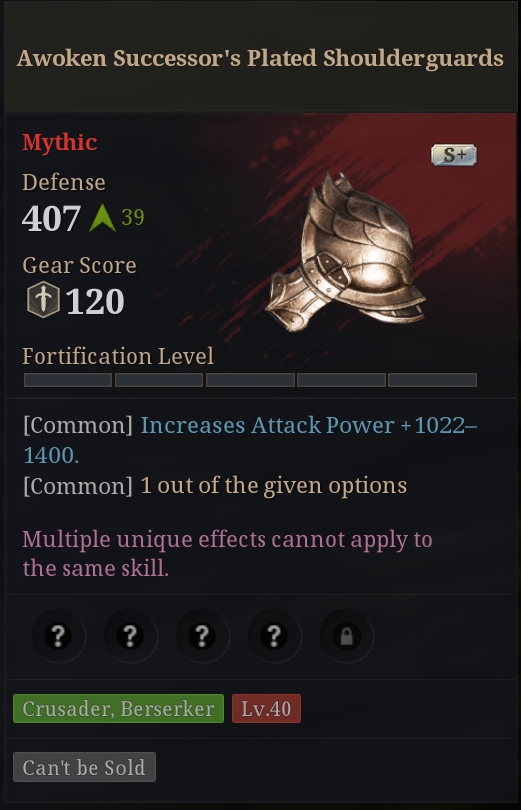 Awoken Successor's Plated Shoulderguards
Mythic
S+
Defense
407 39
Gear Score
120
Fortification Level
[Common] Increases Attack Power +1022–
1400.
[Common] 1 out of the given options
Multiple unique effects cannot apply to
the same skill.
? ? ? ?
Crusader, Berserker Lv.40
Can't be Sold